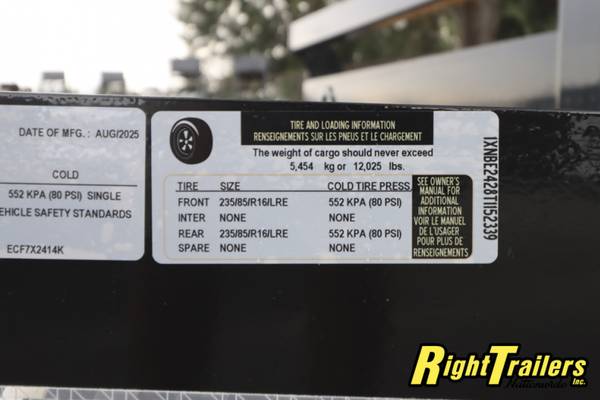 DATE OF MFG. : AUG/2025
COLD
552 KPA (80 PSI) SINGLE
VEHICLE SAFETY STANDARDS
ECF7X2414K
TIRE AND LOADING INFORMATION
RENSEIGNEMENTS SUR LES PNEUS ET LE CHARGEMENT
The weight of cargo should never exceed
5,454 kg or 12,025 lbs.
TIRE SIZE COLD TIRE PRESS.
FRONT 235/85/R16/LRE 552 KPA (80 PSI)
INTER NONE NONE
REAR 235/85/R16/LRE 552 KPA (80 PSI)
SPARE NONE NONE
SEE OWNER'S
MANUAL FOR
ADDITIONAL
INFORMATION
VOIR LE MANUEL
DE L'USAGER
POUR PLUS DE
RENSEIGNEMENTS
RightTrailers
Nationwide Inc.